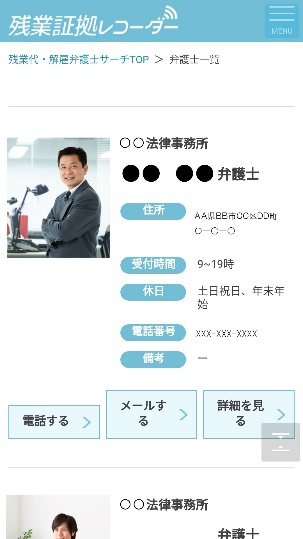 残業証拠レコーダー
MENU
残業代・解雇弁護士サーチTOP ＞ 弁護士一覧
〇〇法律事務所
●● ●● 弁護士
住所
AA県BB市CC区DD町
〇ー〇ー〇
受付時間 9~19時
休日 土日祝日、年末年
始
電話番号 xxx-xxx-xxxx
備考 ー
電話する
メールす
る
詳細を見
る
〇〇法律事務所
弁護士